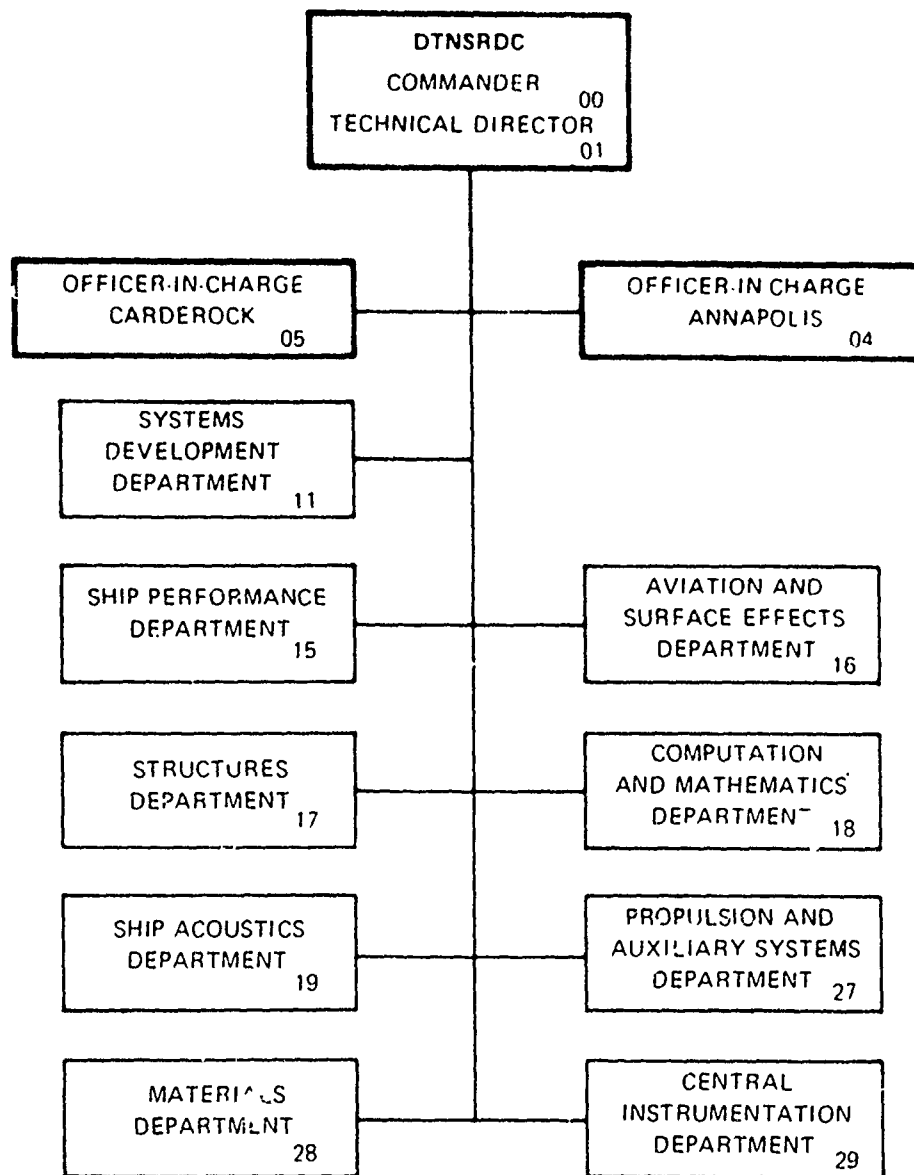 DTNSRDC
COMMANDER
00
TECHNICAL DIRECTOR
01
OFFICER-IN-CHARGE
CARDEROCK
05
OFFICER-IN CHARGE
ANNAPOLIS
04
SYSTEMS
DEVELOPMENT
DEPARTMENT
11
SHIP PERFORMANCE
DEPARTMENT
15
AVIATION AND
SURFACE EFFECTS
DEPARTMENT
16
STRUCTURES
DEPARTMENT
17
COMPUTATION
AND MATHEMATICS
DEPARTMENT
18
SHIP ACOUSTICS
DEPARTMENT
19
PROPULSION AND
AUXILIARY SYSTEMS
DEPARTMENT
27
MATERIALS
DEPARTMENT
28
CENTRAL
INSTRUMENTATION
DEPARTMENT
29